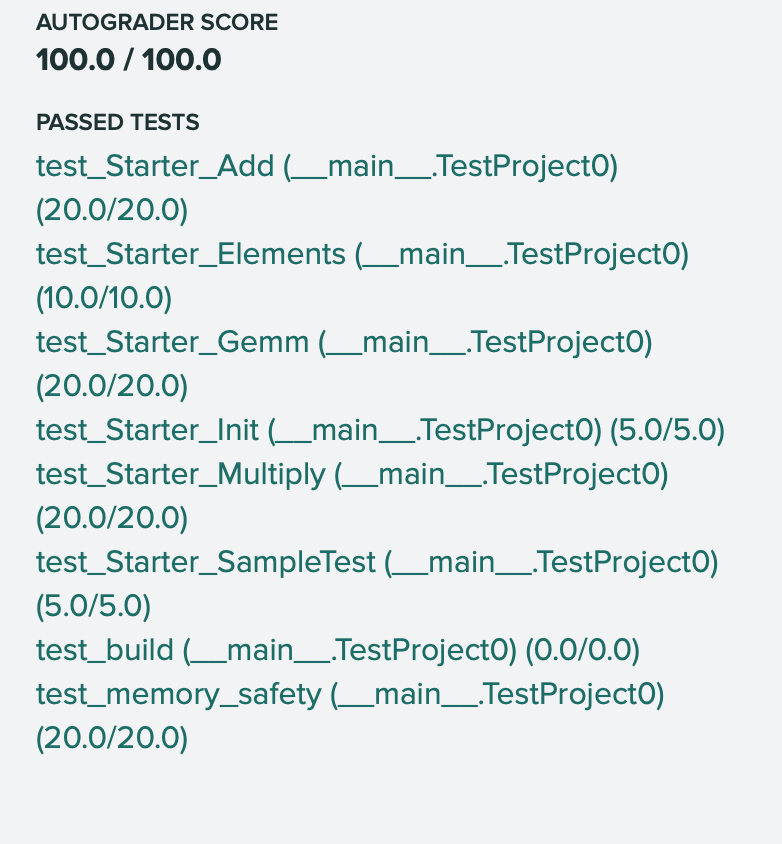 AUTOGRADER SCORE
100.0 / 100.0
PASSED TESTS
test_Starter_Add (__main__.TestProject0)
(20.0/20.0)
test_Starter_Elements (__main__.TestProject0)
(10.0/10.0)
test_Starter_Gemm (__main__.TestProject0)
(20.0/20.0)
test_Starter_Init (__main__.TestProject0) (5.0/5.0)
test_Starter_Multiply (__main__.TestProject0)
(20.0/20.0)
test_Starter_SampleTest (__main__.TestProject0)
(5.0/5.0)
test_build (__main__.TestProject0) (0.0/0.0)
test_memory_safety (__main__.TestProject0)
(20.0/20.0)